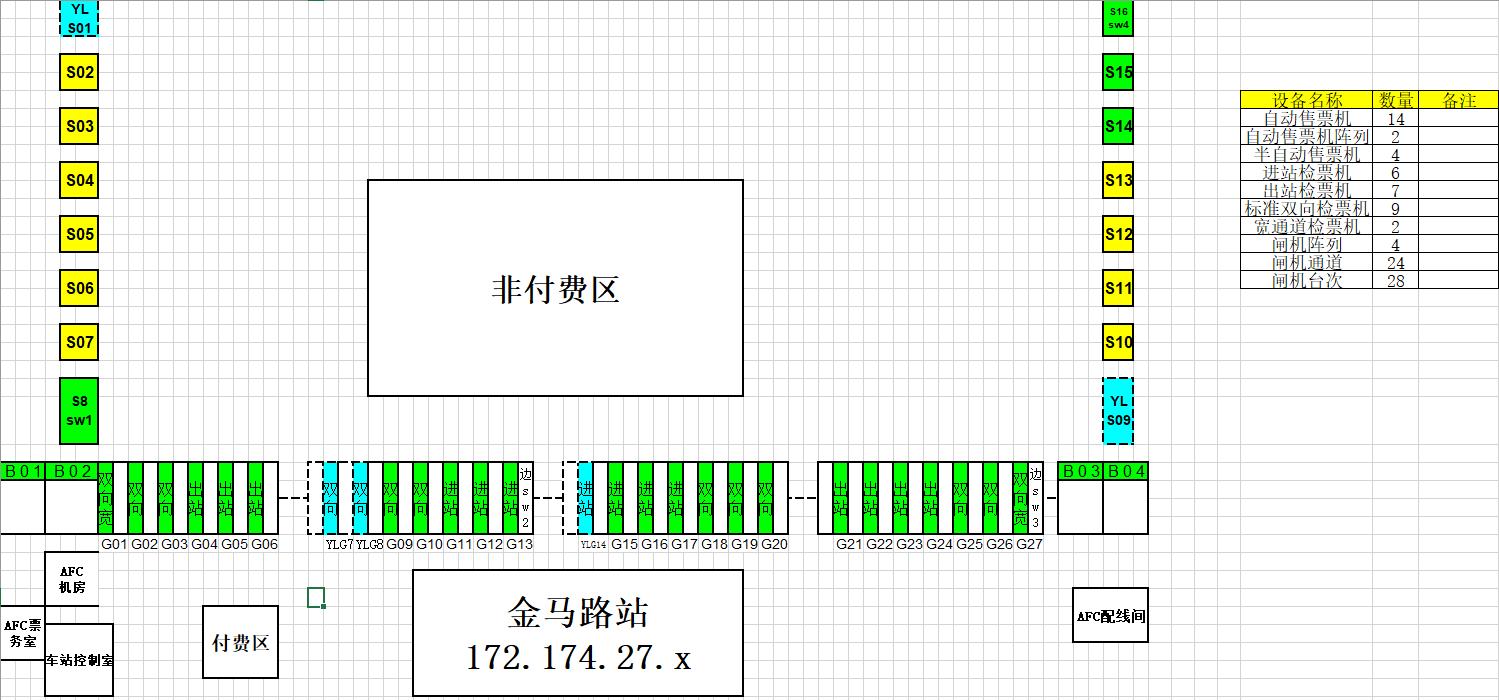 YL
S01
S02
S03
S04
S05
S06
S07
S8
sw1
S16
sw4
S15
S14
S13
S12
S11
S10
YL
S09
设备名称 数量 备注
自动售票机 14
自动售票机阵列 2
半自动售票机 4
进站检票机 6
出站检票机 7
标准双向检票机 9
宽通道检票机 2
闸机阵列 4
闸机通道 24
闸机台次 28
非付费区
B01 B02
双向宽
双向
双向
出站
出站
出站
双向
双向
双向
双向
进站
进站
进站
边sw2
进站
进站
进站
进站
双向
双向
双向
出站
出站
出站
出站
双向
双向
双向宽
边sw3
B03 B04
G01 G02 G03 G04 G05 G06
YLG7 YLG8 G09 G10 G11 G12 G13
YLG14 G15 G16 G17 G18 G19 G20
G21 G22 G23 G24 G25 G26 G27
AFC
机房
AFC票
务室
车站控制室
付费区
金马路站
172.174.27.x
AFC配线间